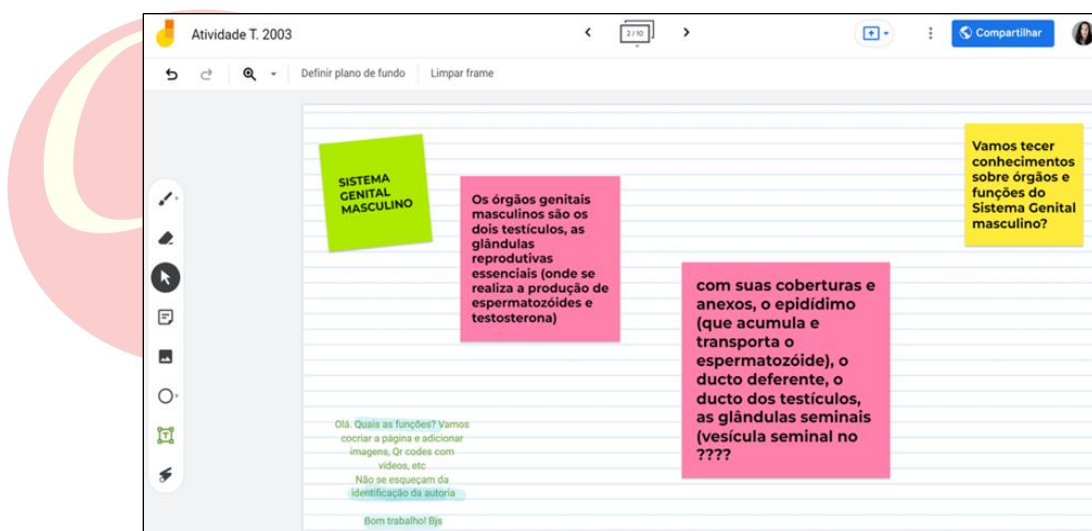 Atividade T. 2003
2/10
Compartilhar
Definir plano de fundo
Limpar frame
SISTEMA
GENITAL
MASCULINO
Os órgãos genitais
masculinos são os
dois testículos, as
glândulas
reprodutivas
essenciais (onde se
realiza a produção de
espermatozóides e
testosterona)
Vamos tecer
conhecimentos
sobre órgãos e
funções do
Sistema Genital
masculino?
com suas coberturas e
anexos, o epidídimo
(que acumula e
transporta o
espermatozóide), o
ducto deferente, o
ducto dos testículos,
as glândulas seminais
(vesícula seminal no
????
Olá. Quais as funções? Vamos
cocriar a página e adicionar
imagens, Qr codes com
vídeos, etc
Não se esqueçam da
identificação da autoria
Bom trabalho! Bjs